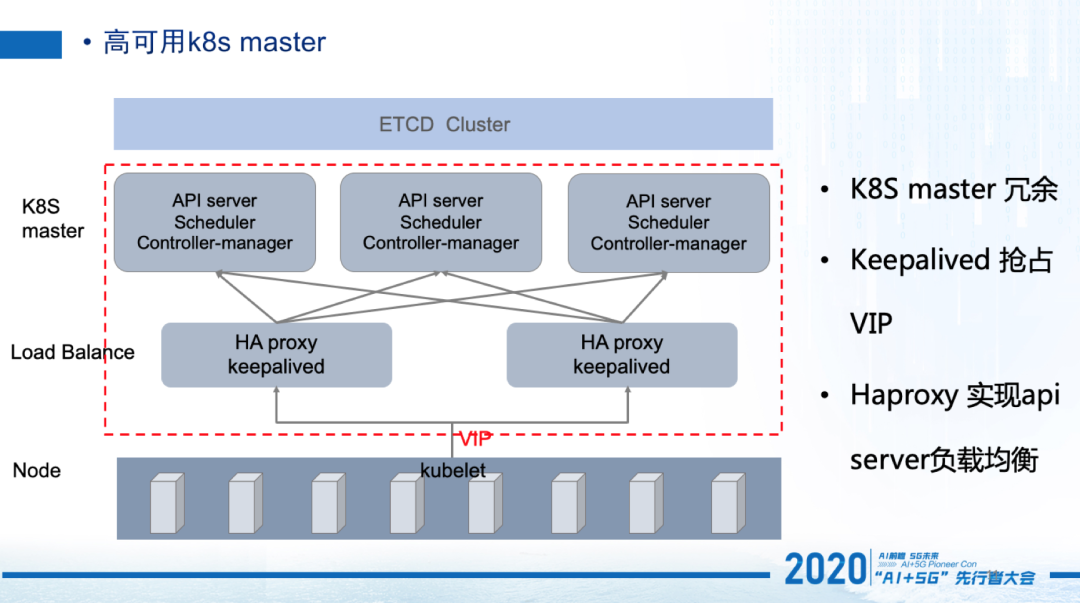 • 高可用k8s master
ETCD Cluster
K8S
master
API server
Scheduler
Controller-manager
API server
Scheduler
Controller-manager
API server
Scheduler
Controller-manager
Load Balance
HA proxy
keepalived
HA proxy
keepalived
VIP
Node
kubelet
• K8S master 冗余
• Keepalived 抢占
VIP
• Haproxy 实现api
server负载均衡
2020
AI前瞻 5G未来
AI+5G Pioneer Con
“AI+5G”先行者大会